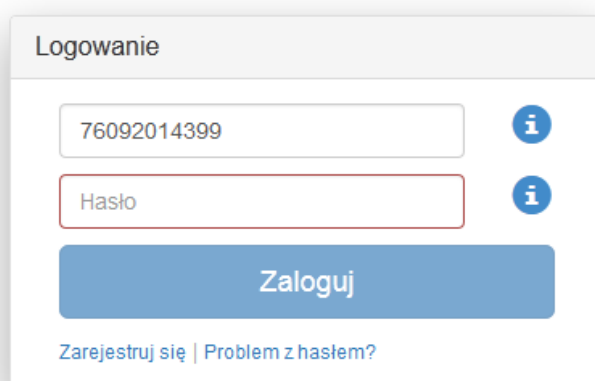 Logowanie
76092014399
Hasło
Zaloguj
Zarejestruj się | Problem z hasłem?